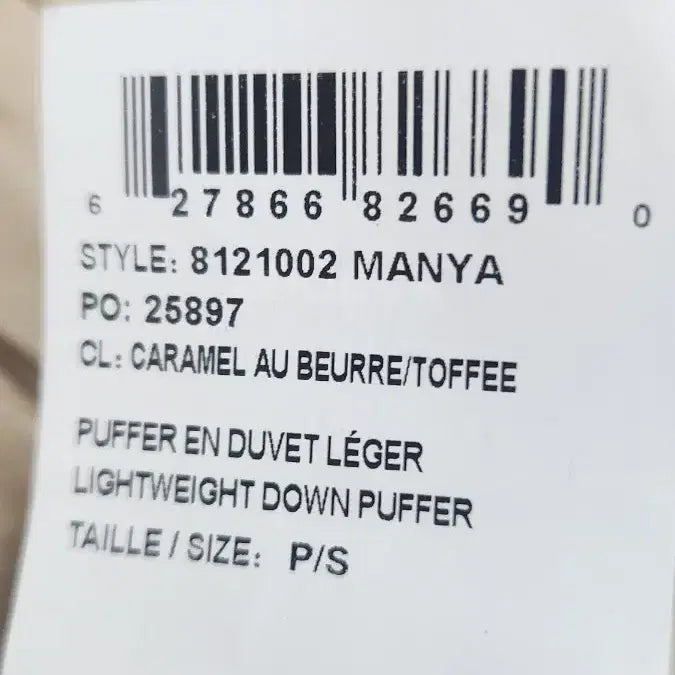 6 27866 82669 0
STYLE: 8121002 MANYA
PO: 25897
CL: CARAMEL AU BEURRE/TOFFEE
PUFFER EN DUVET LÉGER
LIGHTWEIGHT DOWN PUFFER
TAILLE / SIZE: P/S